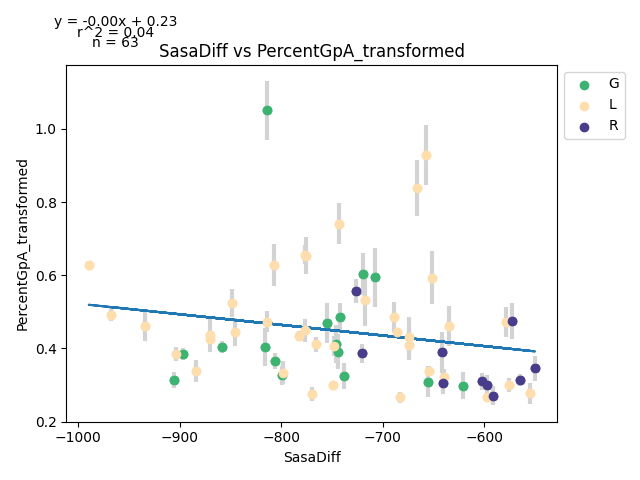 y = -0.00x + 0.23
r^2 = 0.04
n = 63
SasaDiff vs PercentGpA_transformed
G
L
R
1.0
0.8
0.6
0.4
0.2
PercentGpA_transformed
−1000
−900
−800
−700
−600
SasaDiff